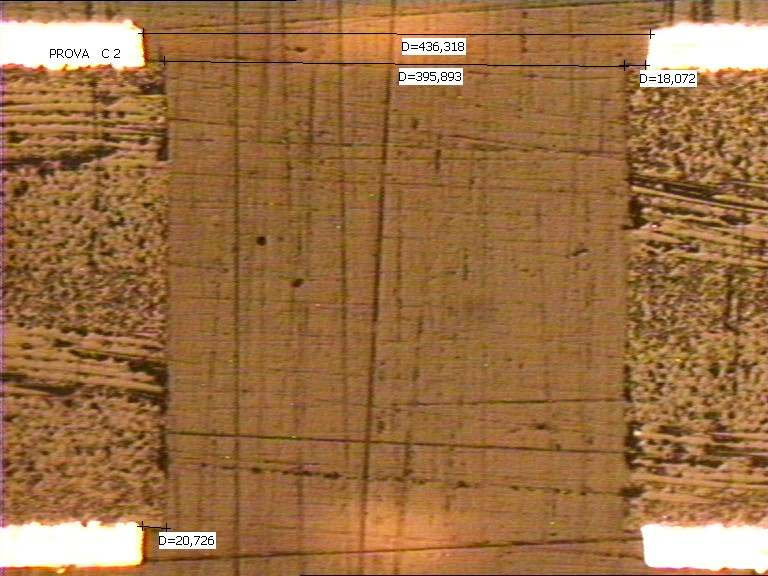 PROVA C 2
D=436,318
D=395,893
D=18,072
D=20,726